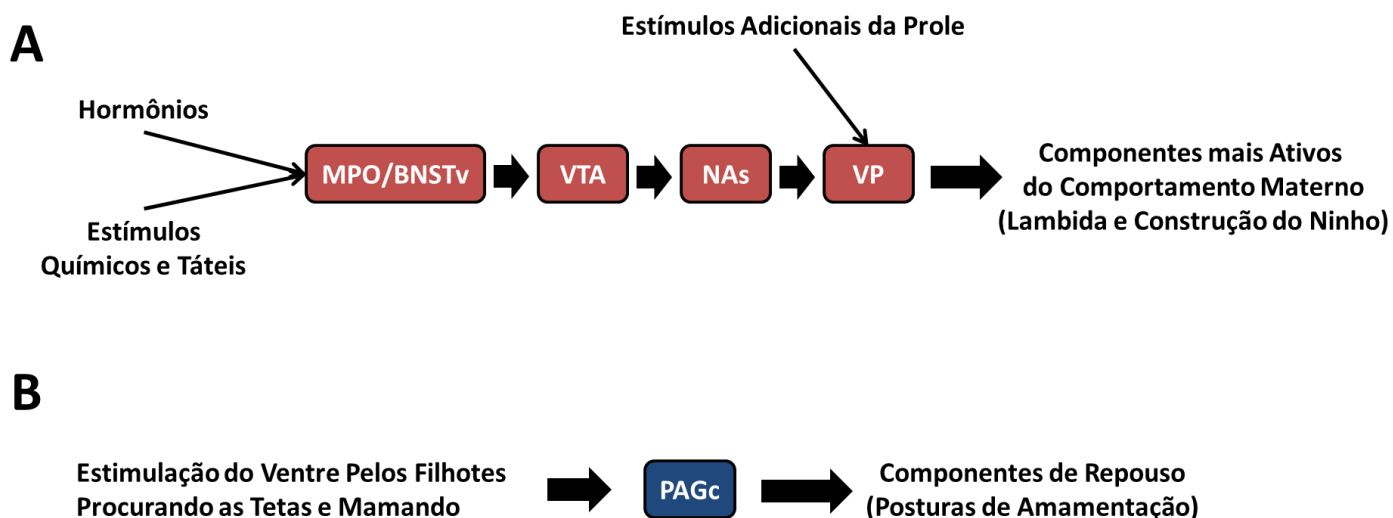 A
Estímulos Adicionais da Prole
Hormônios
MPO/BNSTv
VTA
NAs
VP
Componentes mais Ativos
do Comportamento Materno
(Lambida e Construção do Ninho)
Estímulos
Químicos e Táteis
B
Estimulação do Ventre Pelos Filhotes
Procurando as Tetas e Mamando
PAGc
Componentes de Repouso
(Posturas de Amamentação)